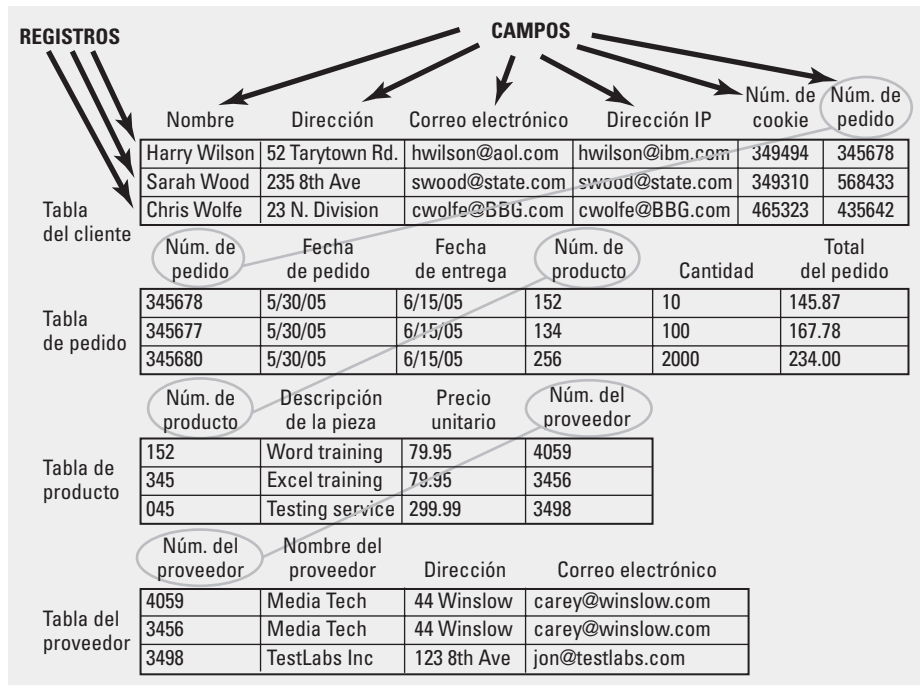 REGISTROS
CAMPOS
Nombre Dirección Correo electrónico Dirección IP Núm. de cookie Núm. de pedido
Tabla del cliente
Harry Wilson 52 Tarytown Rd. hwilson@aol.com hwilson@ibm.com 349494 345678
Sarah Wood 235 8th Ave swood@state.com swood@state.com 349310 568433
Chris Wolfe 23 N. Division cwolfe@BBG.com cwolfe@BBG.com 465323 435642
Núm. de pedido Fecha de pedido Fecha de entrega Núm. de producto Cantidad Total del pedido
Tabla de pedido
345678 5/30/05 6/15/05 152 10 145.87
345677 5/30/05 6/15/05 134 100 167.78
345680 5/30/05 6/15/05 256 2000 234.00
Núm. de producto Descripción de la pieza Precio unitario Núm. del proveedor
Tabla de producto
152 Word training 79.95 4059
345 Excel training 79.95 3456
045 Testing service 299.99 3498
Núm. del proveedor Nombre del proveedor Dirección Correo electrónico
Tabla del proveedor
4059 Media Tech 44 Winslow carey@winslow.com
3456 Media Tech 44 Winslow carey@winslow.com
3498 TestLabs Inc 123 8th Ave jon@testlabs.com